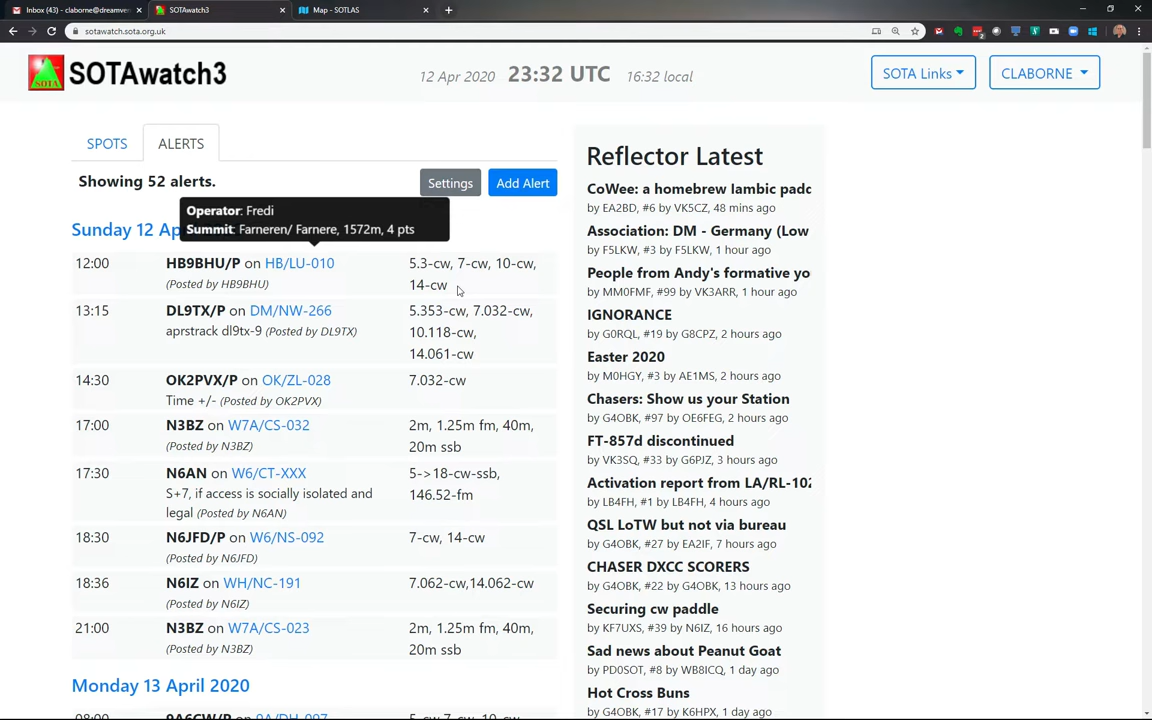 Inbox (43) - claborne@dreamve
SOTAwatch3
Map - SOTLAS
sotawatch.sota.org.uk
SOTA
SOTAwatch3
12 Apr 2020 23:32 UTC 16:32 local
SOTA Links
CLABORNE
SPOTS
ALERTS
Showing 52 alerts.
Settings
Add Alert
Operator: Fredi
Summit: Farneren/ Farnere, 1572m, 4 pts
Sunday 12 Ap
12:00 HB9BHU/P on HB/LU-010 5.3-cw, 7-cw, 10-cw,
(Posted by HB9BHU) 14-cw
13:15 DL9TX/P on DM/NW-266 5.353-cw, 7.032-cw,
aprstrack dl9tx-9 (Posted by DL9TX) 10.118-cw,
14.061-cw
14:30 OK2PVX/P on OK/ZL-028 7.032-cw
Time +/- (Posted by OK2PVX)
17:00 N3BZ on W7A/CS-032 2m, 1.25m fm, 40m,
(Posted by N3BZ) 20m ssb
17:30 N6AN on W6/CT-XXX 5->18-cw-ssb,
S+7, if access is socially isolated and 146.52-fm
legal (Posted by N6AN)
18:30 N6JFD/P on W6/NS-092 7-cw, 14-cw
(Posted by N6JFD)
18:36 N6IZ on WH/NC-191 7.062-cw,14.062-cw
(Posted by N6IZ)
21:00 N3BZ on W7A/CS-023 2m, 1.25m fm, 40m,
(Posted by N3BZ) 20m ssb
Monday 13 April 2020
08:00 9A6CW/P on 9A/DH-097 5-cw, 7-cw, 10-cw,
Reflector Latest
CoWee: a homebrew Iambic padd
by EA2BD, #6 by VK5CZ, 48 mins ago
Association: DM - Germany (Low
by F5LKW, #3 by F5LKW, 1 hour ago
People from Andy's formative yo
by MM0FMF, #99 by VK3ARR, 1 hour ago
IGNORANCE
by G0RQL, #19 by G8CPZ, 2 hours ago
Easter 2020
by M0HGY, #3 by AE1MS, 2 hours ago
Chasers: Show us your Station
by G4OBK, #97 by OE6FEG, 2 hours ago
FT-857d discontinued
by VK3SQ, #33 by G6PJZ, 3 hours ago
Activation report from LA/RL-102
by LB4FH, #1 by LB4FH, 4 hours ago
QSL LoTW but not via bureau
by G4OBK, #27 by EA2IF, 7 hours ago
CHASER DXCC SCORERS
by G4OBK, #22 by G4OBK, 13 hours ago
Securing cw paddle
by KF7UXS, #39 by N6IZ, 16 hours ago
Sad news about Peanut Goat
by PD0SOT, #8 by WB8ICQ, 1 day ago
Hot Cross Buns
by G4OBK, #17 by K6HPX, 1 day ago